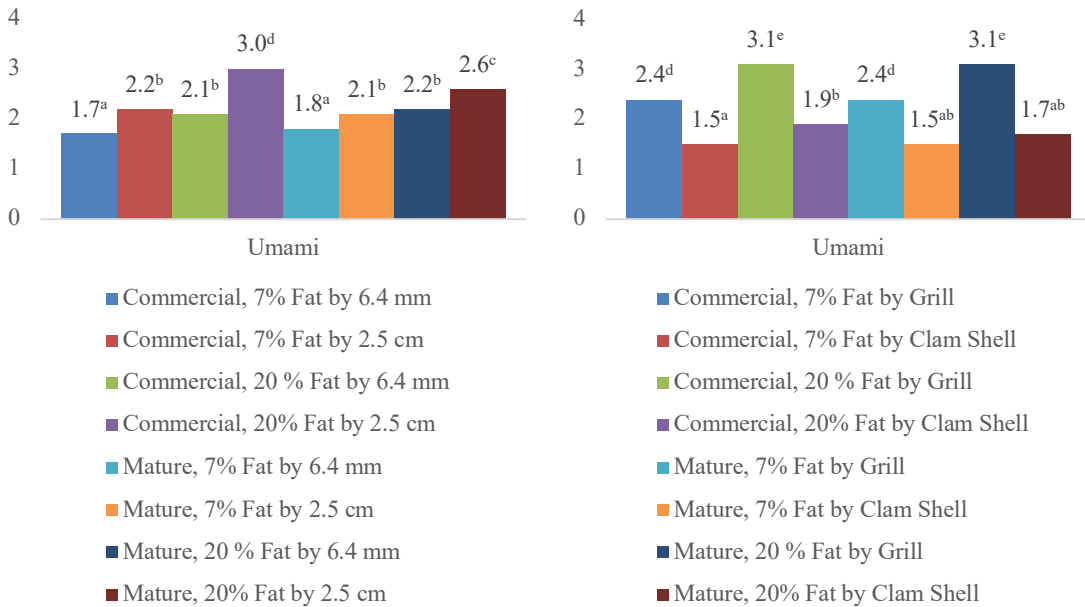 4
3
2
1
0
1.7ᵃ
2.2ᵇ
2.1ᵇ
3.0ᵈ
1.8ᵃ
2.1ᵇ
2.2ᵇ
2.6ᶜ
Umami
Commercial, 7% Fat by 6.4 mm
Commercial, 7% Fat by 2.5 cm
Commercial, 20 % Fat by 6.4 mm
Commercial, 20% Fat by 2.5 cm
Mature, 7% Fat by 6.4 mm
Mature, 7% Fat by 2.5 cm
Mature, 20 % Fat by 6.4 mm
Mature, 20% Fat by 2.5 cm
4
3
2
1
0
2.4ᵈ
1.5ᵃ
3.1ᵉ
1.9ᵇ
2.4ᵈ
1.5ᵃᵇ
3.1ᵉ
1.7ᵃᵇ
Umami
Commercial, 7% Fat by Grill
Commercial, 7% Fat by Clam Shell
Commercial, 20 % Fat by Grill
Commercial, 20% Fat by Clam Shell
Mature, 7% Fat by Grill
Mature, 7% Fat by Clam Shell
Mature, 20 % Fat by Grill
Mature, 20% Fat by Clam Shell